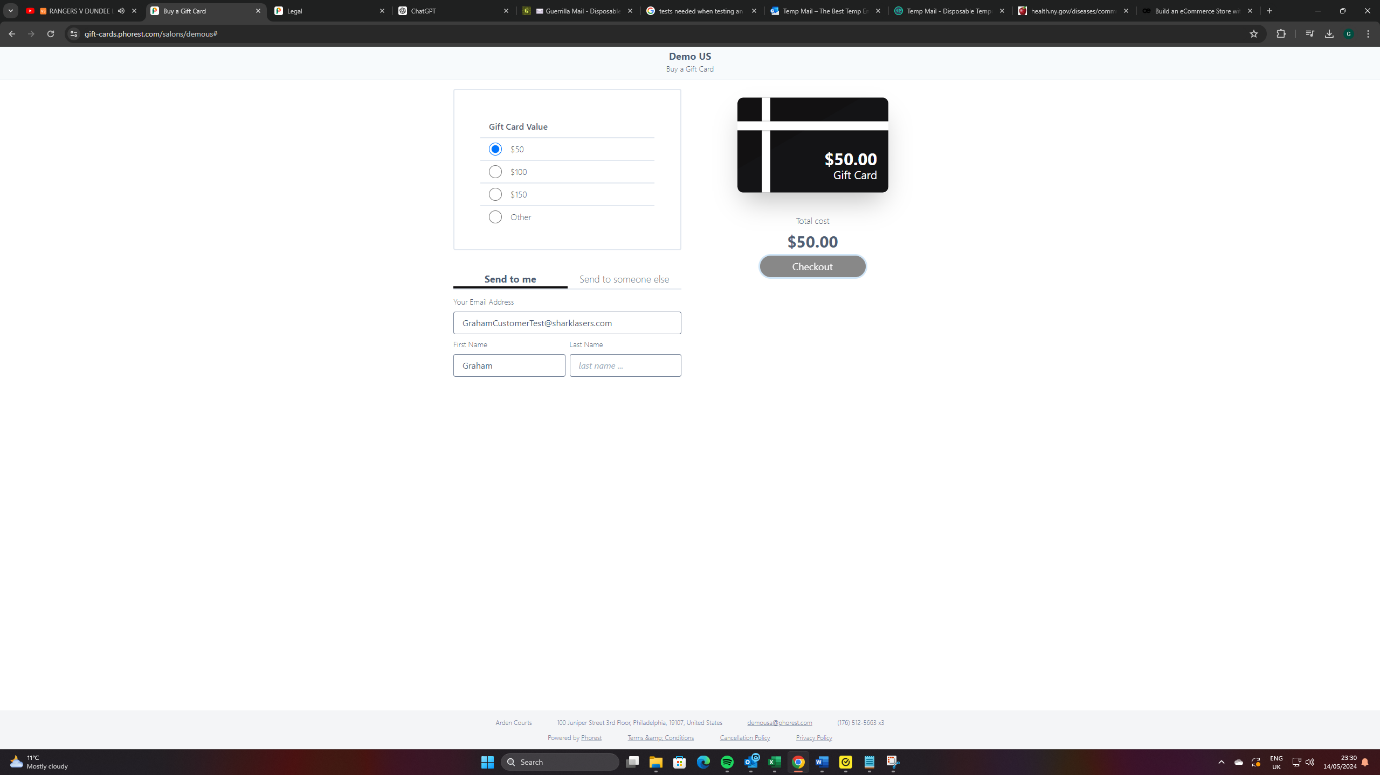 RANGERS V DUNDEE
Buy a Gift Card
Legal
ChatGPT
Guerrilla Mail - Disposable
tests needed when testing an
Temp Mail – The Best Temp
Temp Mail - Disposable Temp
health.ny.gov/diseases/comm
Build an eCommerce Store
gift-cards.phorest.com/salons/demous#
G
Demo US
Buy a Gift Card
Gift Card Value
$50
$100
$150
Other
$50.00
Gift Card
Total cost
$50.00
Checkout
Send to me
Send to someone else
Your Email Address
GrahamCustomerTest@sharklasers.com
First Name
Last Name
Graham
last name ...
Arden Courts
100 Juniper Street 3rd Floor, Philadelphia, 19107, United States
demousa@phorest.com
Powered by Phorest
Terms &amp; Conditions
Cancellation Policy
Privacy Policy
11°C
Mostly cloudy
Search
ENG
UK
23:30
14/05/2024